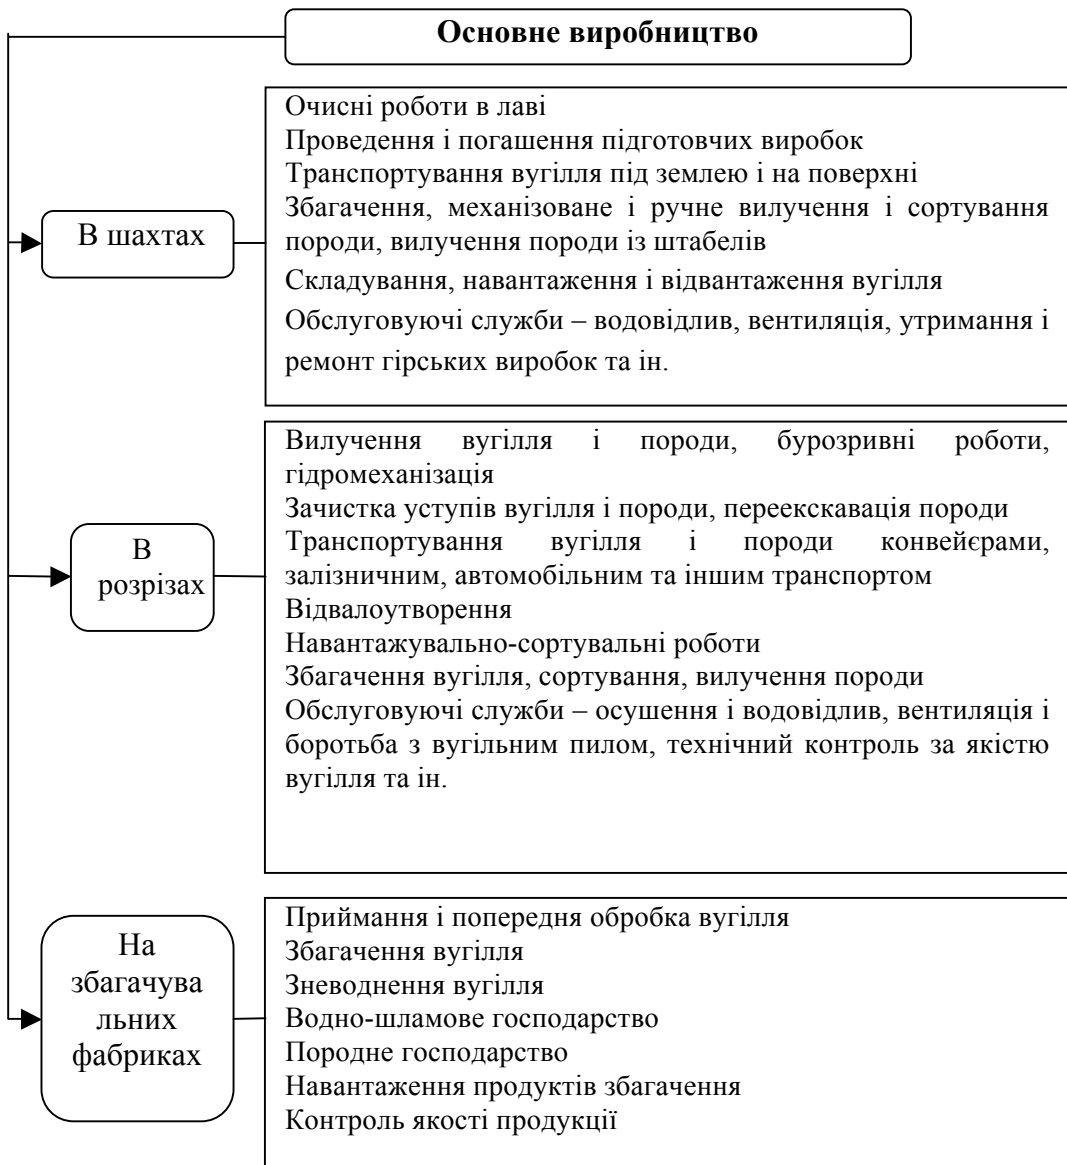 Основне виробництво
В шахтах
Очисні роботи в лаві
Проведення і погашення підготовчих виробок
Транспортування вугілля під землею і на поверхні
Збагачення, механізоване і ручне вилучення і сортування
породи, вилучення породи із штабелів
Складування, навантаження і відвантаження вугілля
Обслуговуючі служби – водовідлив, вентиляція, утримання і
ремонт гірських виробок та ін.
В
розрізах
Вилучення вугілля і породи, бурозривні роботи,
гідромеханізація
Зачистка уступів вугілля і породи, переекскавація породи
Транспортування вугілля і породи конвейєрами,
залізничним, автомобільним та іншим транспортом
Відвалоутворення
Навантажувально-сортувальні роботи
Збагачення вугілля, сортування, вилучення породи
Обслуговуючі служби – осушення і водовідлив, вентиляція і
боротьба з вугільним пилом, технічний контроль за якістю
вугілля та ін.
На
збагачува
льних
фабриках
Приймання і попередня обробка вугілля
Збагачення вугілля
Зневоднення вугілля
Водно-шламове господарство
Породне господарство
Навантаження продуктів збагачення
Контроль якості продукції